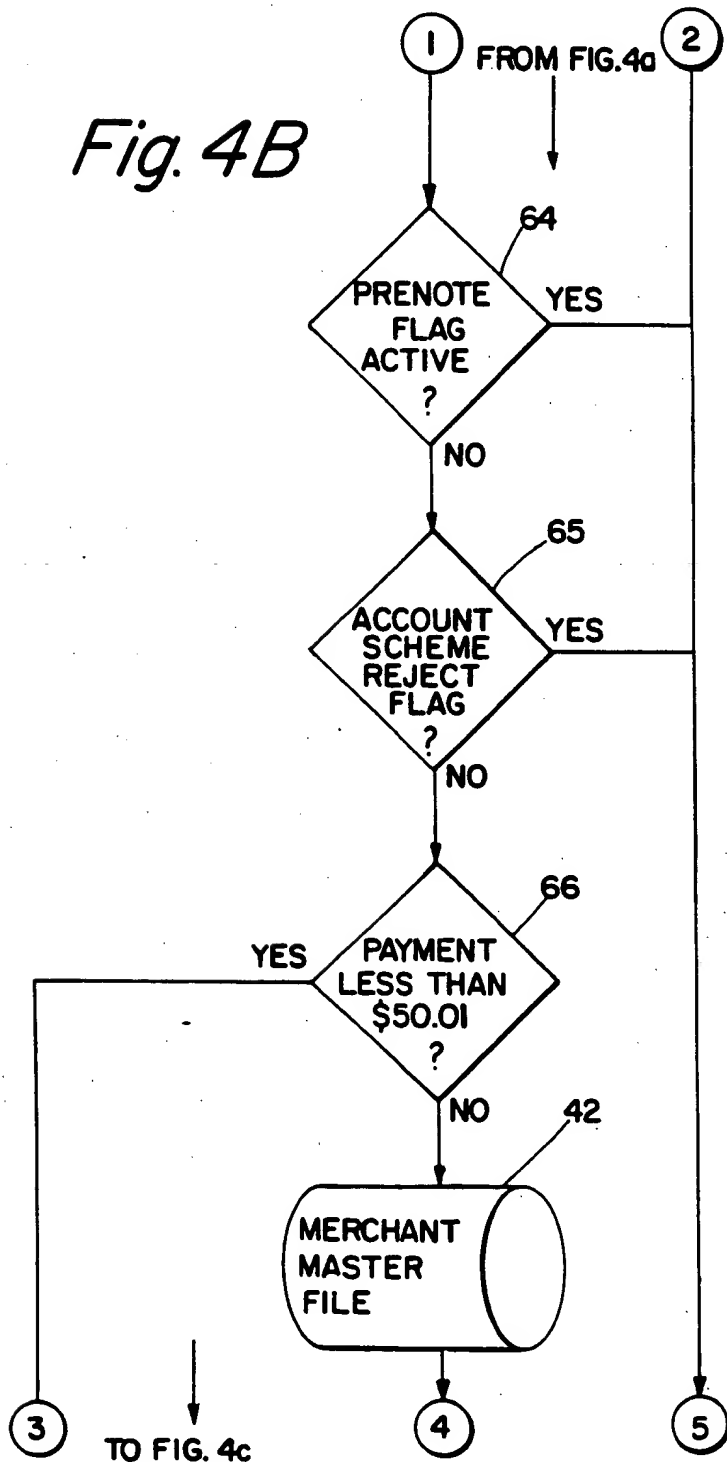 1
FROM FIG.4a
2
Fig. 4B
64
PRENOTE
FLAG
ACTIVE
?
YES
NO
65
ACCOUNT
SCHEME
REJECT
FLAG
?
YES
NO
66
YES
PAYMENT
LESS THAN
$50.01
?
NO
42
MERCHANT
MASTER
FILE
3
TO FIG. 4c
4
5